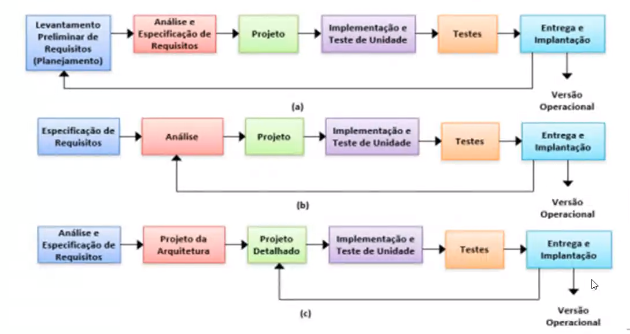 Levantamento
Preliminar de
Requisitos
(Planejamento)
Análise e
Especificação de
Requisitos
Projeto
Implementação e
Teste de Unidade
Testes
Entrega e
Implantação
Versão
Operacional
(a)
Especificação de
Requisitos
Análise
Projeto
Implementação e
Teste de Unidade
Testes
Entrega e
Implantação
Versão
Operacional
(b)
Análise e
Especificação de
Requisitos
Projeto da
Arquitetura
Projeto
Detalhado
Implementação e
Teste de Unidade
Testes
Entrega e
Implantação
Versão
Operacional
(c)